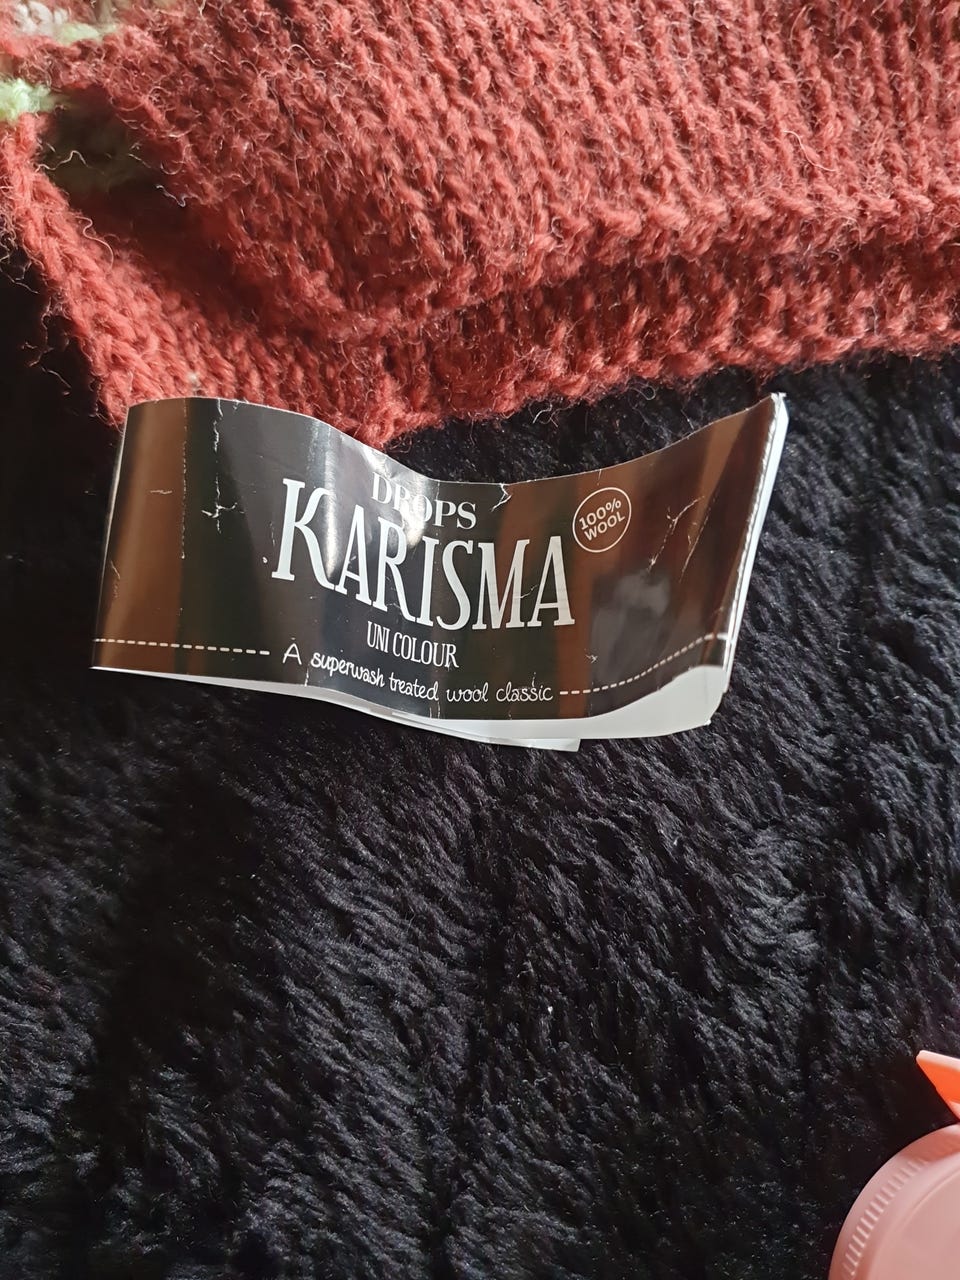 DROPS
KARISMA
100%
WOOL
UNI COLOUR
A superwash treated wool classic